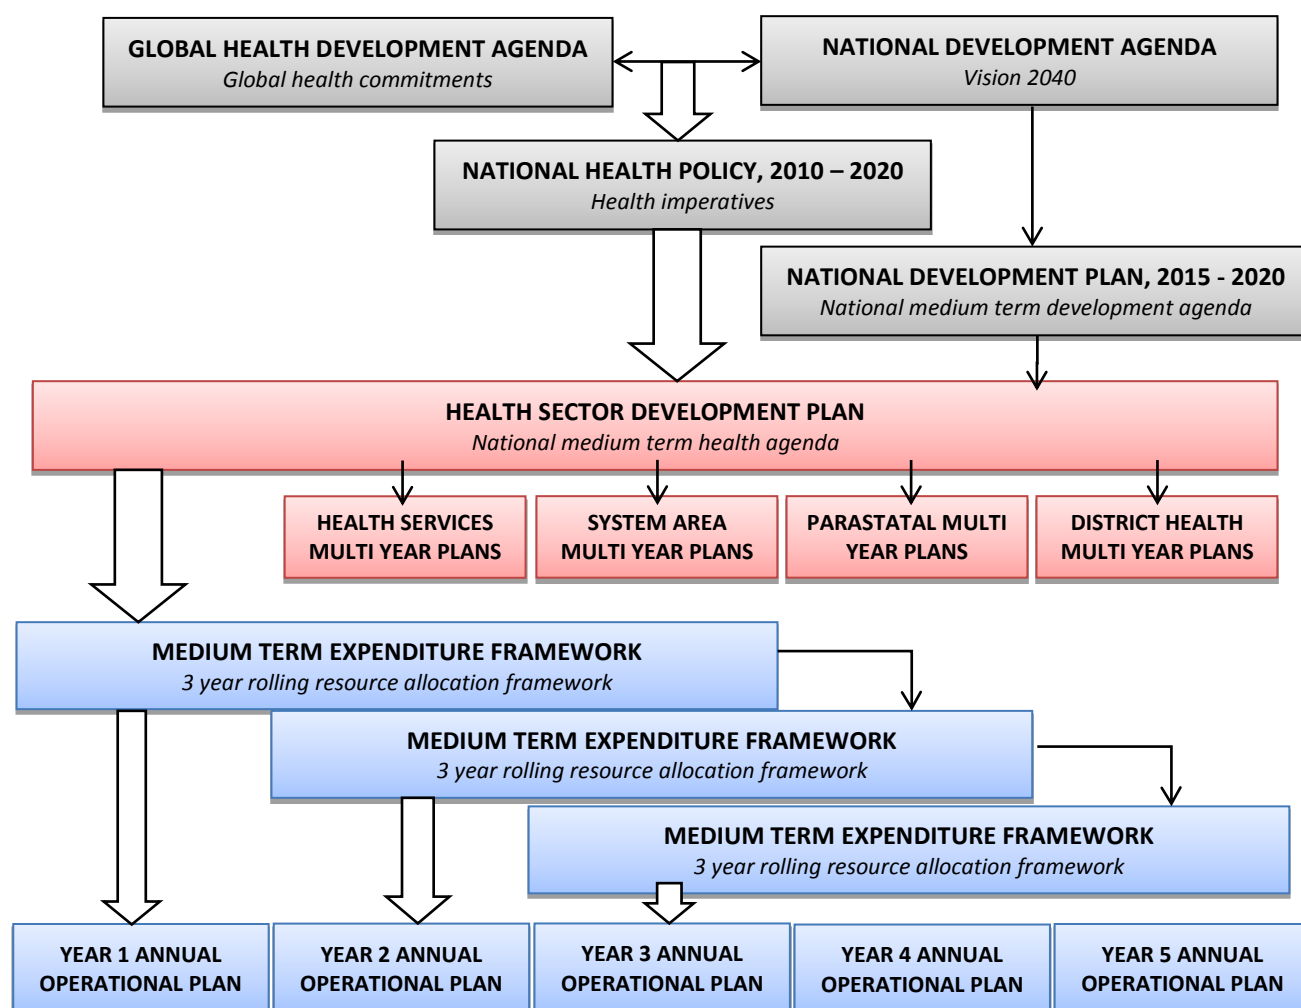 GLOBAL HEALTH DEVELOPMENT AGENDA
Global health commitments
NATIONAL DEVELOPMENT AGENDA
Vision 2040
NATIONAL HEALTH POLICY, 2010 – 2020
Health imperatives
NATIONAL DEVELOPMENT PLAN, 2015 - 2020
National medium term development agenda
HEALTH SECTOR DEVELOPMENT PLAN
National medium term health agenda
HEALTH SERVICES
MULTI YEAR PLANS
SYSTEM AREA
MULTI YEAR PLANS
PARASTATAL MULTI
YEAR PLANS
DISTRICT HEALTH
MULTI YEAR PLANS
MEDIUM TERM EXPENDITURE FRAMEWORK
3 year rolling resource allocation framework
MEDIUM TERM EXPENDITURE FRAMEWORK
3 year rolling resource allocation framework
MEDIUM TERM EXPENDITURE FRAMEWORK
3 year rolling resource allocation framework
YEAR 1 ANNUAL
OPERATIONAL PLAN
YEAR 2 ANNUAL
OPERATIONAL PLAN
YEAR 3 ANNUAL
OPERATIONAL PLAN
YEAR 4 ANNUAL
OPERATIONAL PLAN
YEAR 5 ANNUAL
OPERATIONAL PLAN